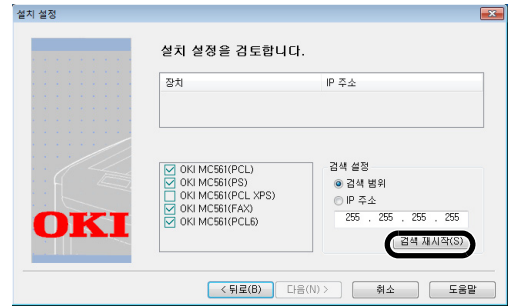 설치 설정
설치 설정을 검토합니다.
장치 IP 주소
OKI MC561(PCL)
OKI MC561(PS)
OKI MC561(PCL XPS)
OKI MC561(FAX)
OKI MC561(PCL6)
검색 설정
검색 범위
IP 주소
255 . 255 . 255 . 255
검색 재시작(S)
OKI
< 뒤로(B) 다음(N) > 취소 도움말